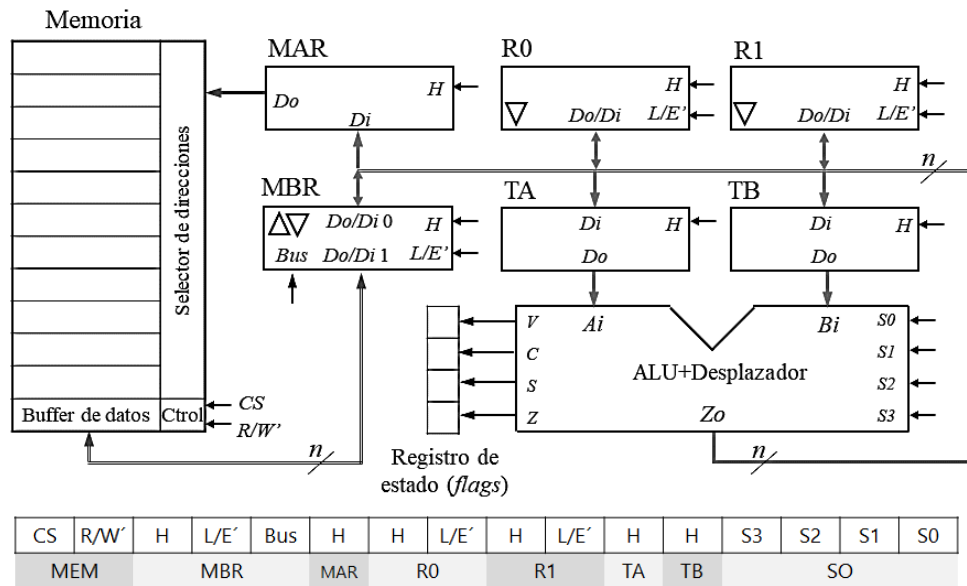 Memoria
Selector de direcciones
Buffer de datos
Ctrol
CS
R/W'
n
MAR
Do
H
Di
R0
H
Do/Di
L/E'
R1
H
Do/Di
L/E'
n
MBR
Do/Di 0
H
Bus
Do/Di 1
L/E'
TA
Di
H
Do
TB
Di
H
Do
V
C
S
Z
Ai
Bi
ALU+Desplazador
Zo
S0
S1
S2
S3
n
Registro de
estado (flags)
CS R/W´ H L/E´ Bus H H L/E´ H L/E´ H H S3 S2 S1 S0
MEM MBR MAR R0 R1 TA TB SO